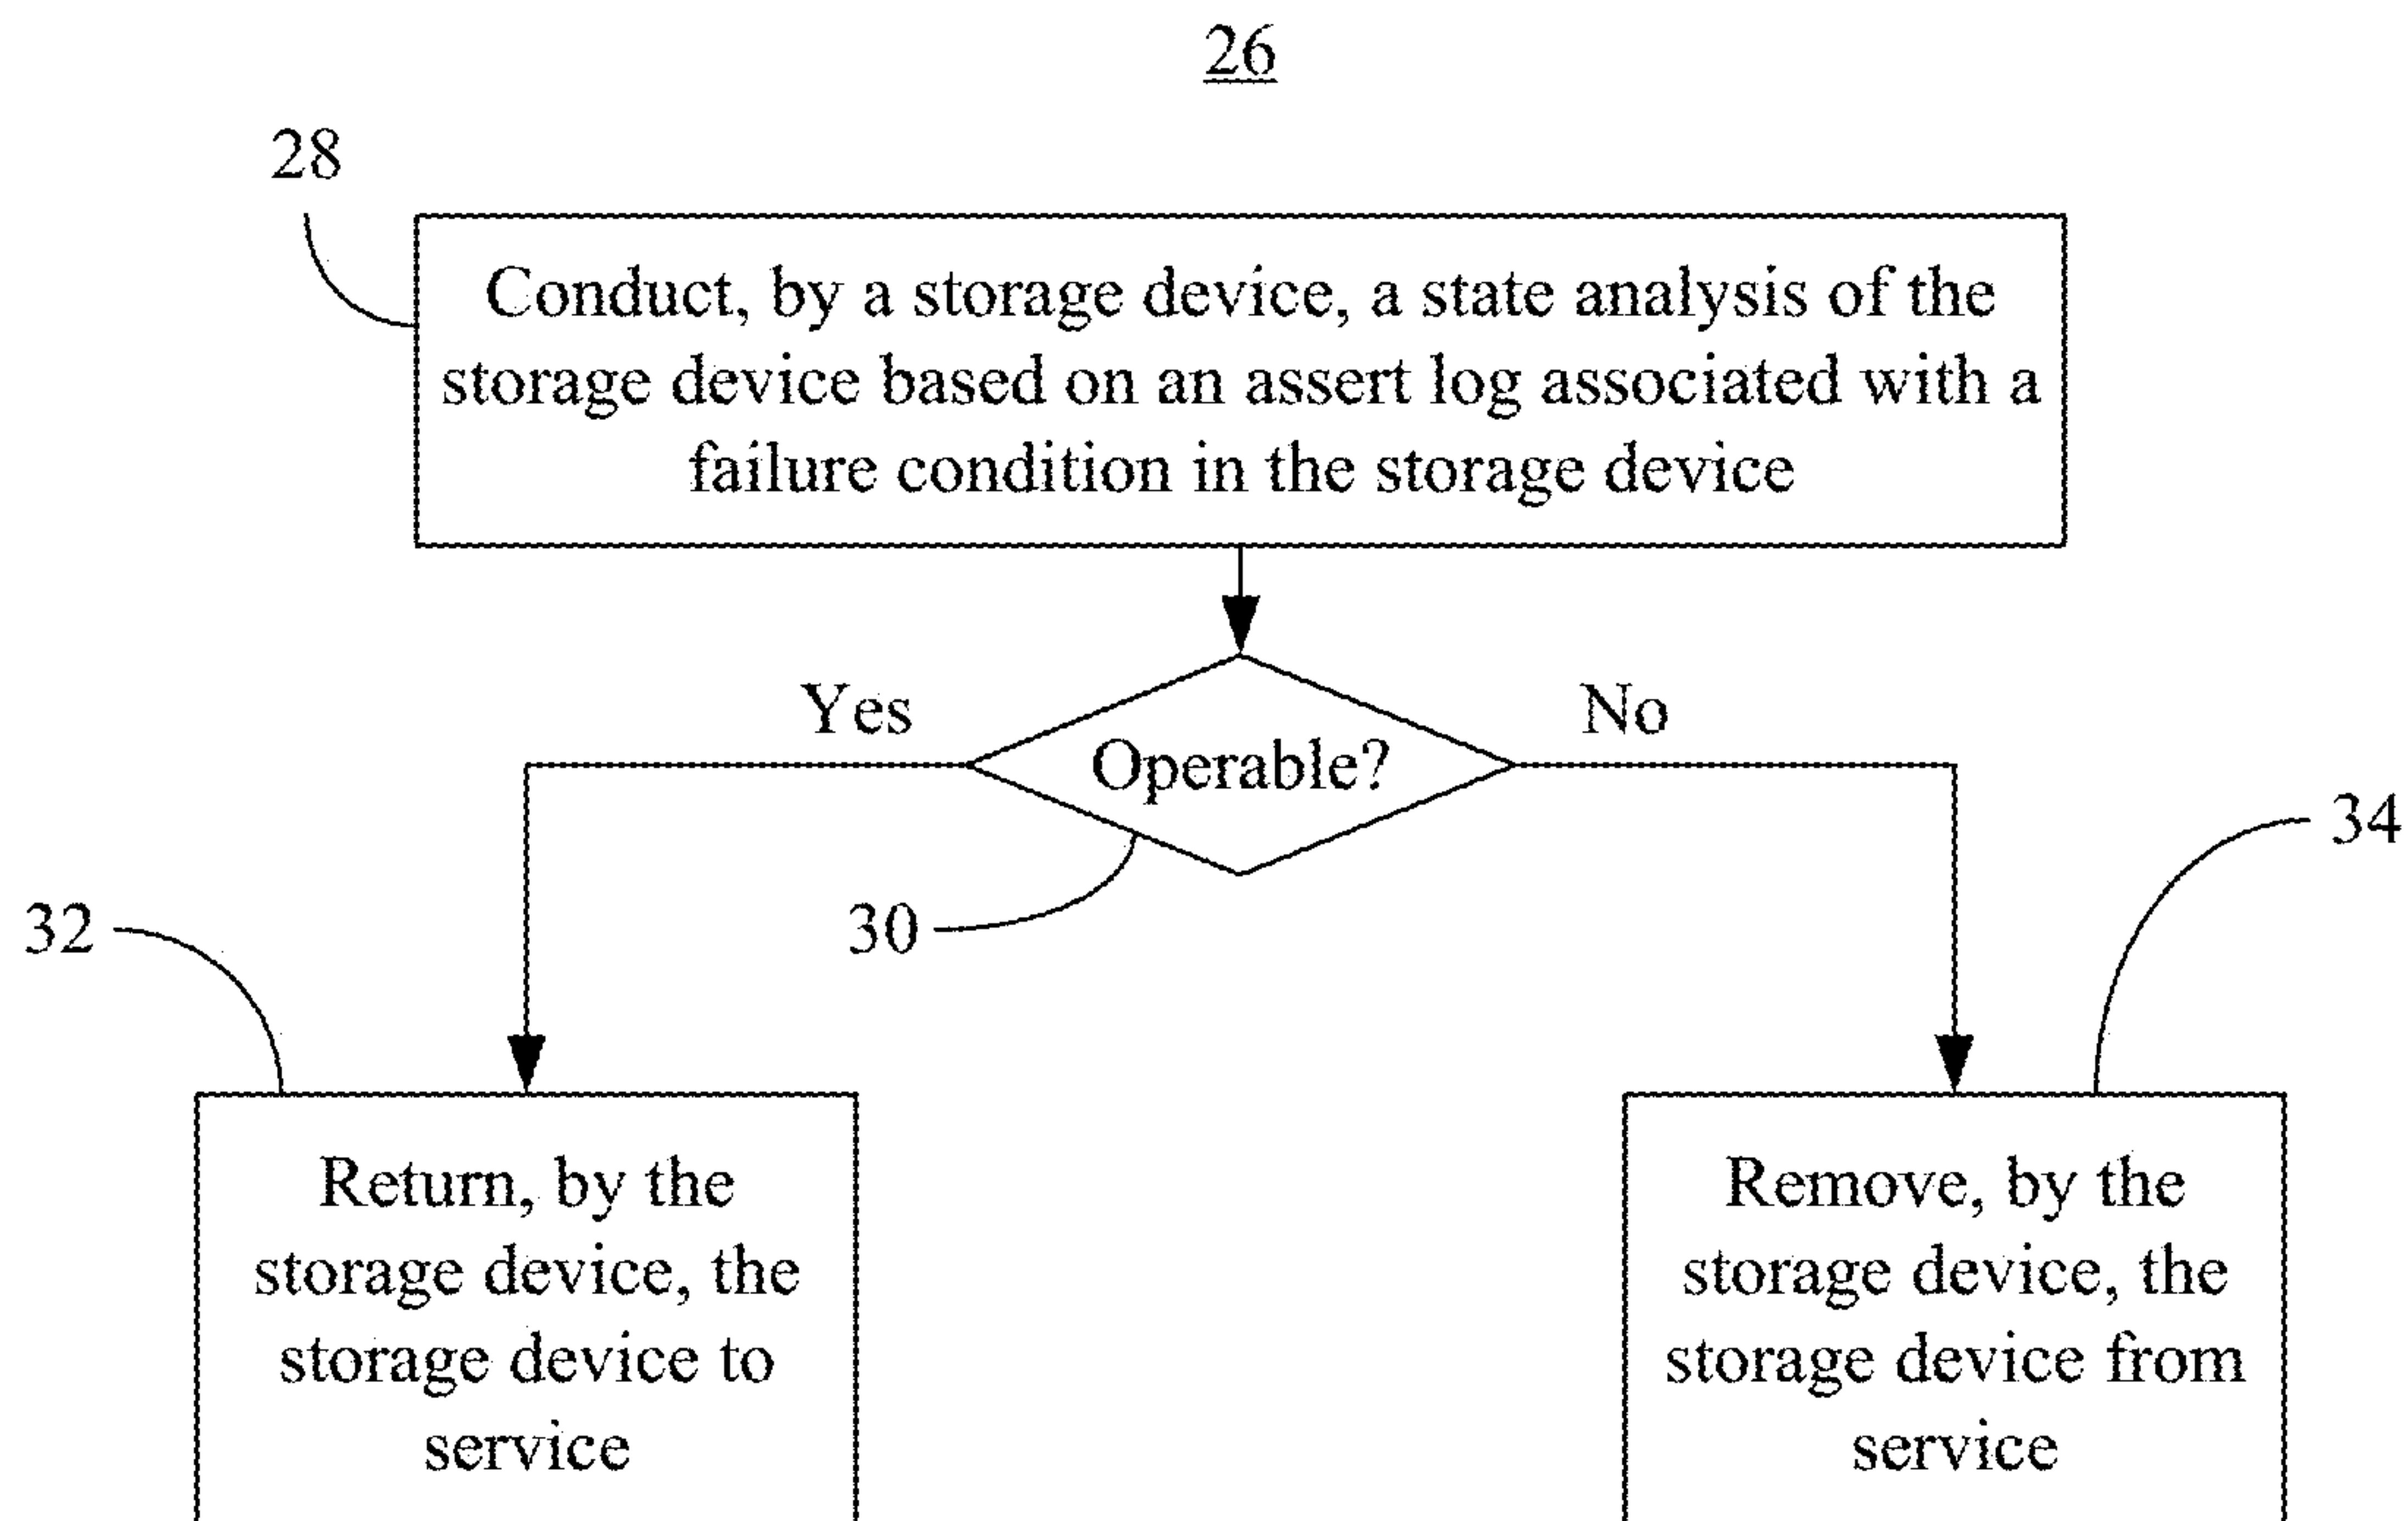 26
28
Conduct, by a storage device, a state analysis of the
storage device based on an assert log associated with a
failure condition in the storage device
Yes
No
Operable?
34
32
30
Return, by the
storage device, the
storage device to
service
Remove, by the
storage device, the
storage device from
service